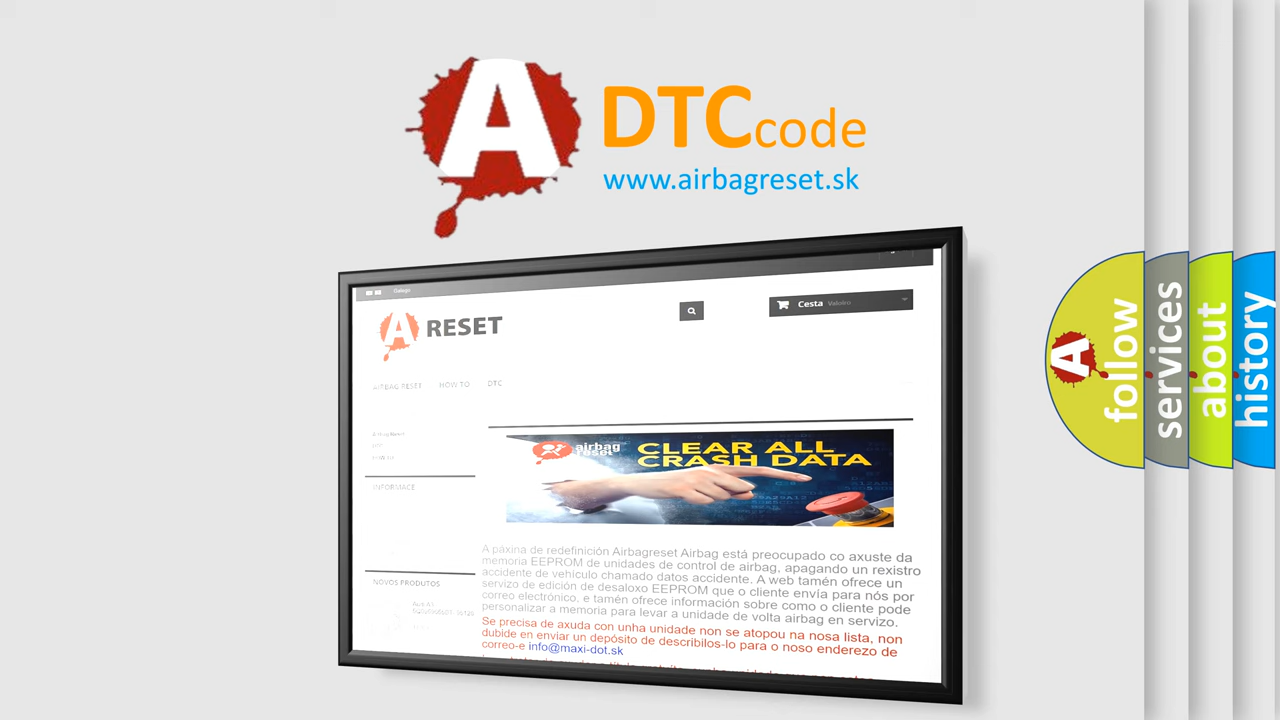 A DTC code
www.airbagreset.sk
Galego
A RESET
Cesta Valeiro
AIRBAG RESET HOW TO DTC
Airbag Reset
INFORMACE
NOVOS PRODUTOS
airbag
reset
CLEAR ALL
CRASH DATA
A páxina de redefinición Airbagreset Airbag está preocupado co axuste da
memoria EEPROM de unidades de control de airbag, apagando un rexistro
accidente de vehículo chamado datos accidente. A web tamén ofrece un
servizo de edición de desaloxo EEPROM que o cliente envía para nós por
correo electrónico, e tamén ofrece información sobre como o cliente pode
personalizar a memoria para levar a unidade de volta airbag en servizo.
Se precisa de axuda con unha unidade non se atopou na nosa lista, non
dubide en enviar un depósito de describilos-lo para o noso enderezo de
correo-e info@maxi-dot.sk
A follow
services
about
history